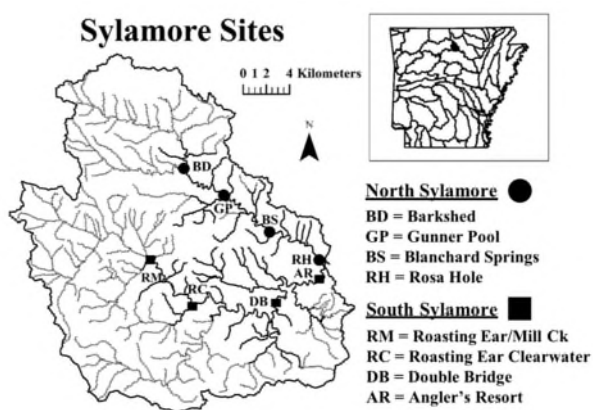 Sylamore Sites
0 1 2 4 Kilometers
N
BD
GP
BS
RH
AR
RM
RC
DB
North Sylamore
BD = Barkshed
GP = Gunner Pool
BS = Blanchard Springs
RH = Rosa Hole
South Sylamore
RM = Roasting Ear/Mill Ck
RC = Roasting Ear Clearwater
DB = Double Bridge
AR = Angler's Resort